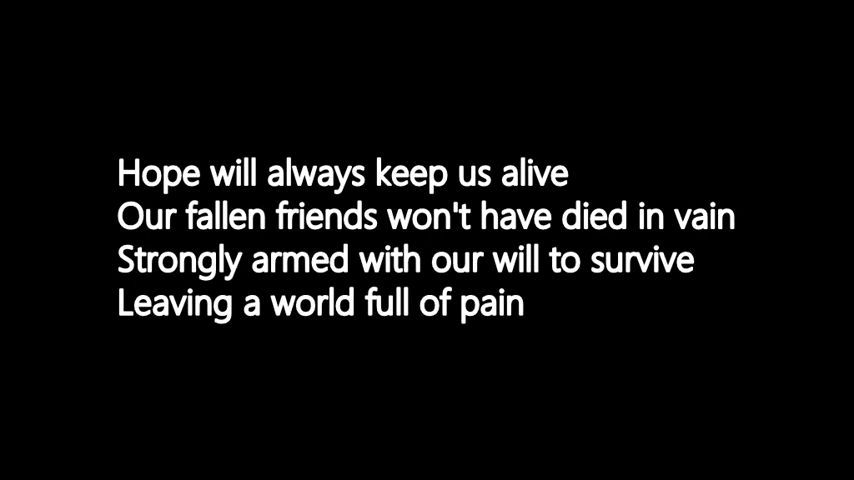 Hope will always keep us alive
Our fallen friends won't have died in vain
Strongly armed with our will to survive
Leaving a world full of pain